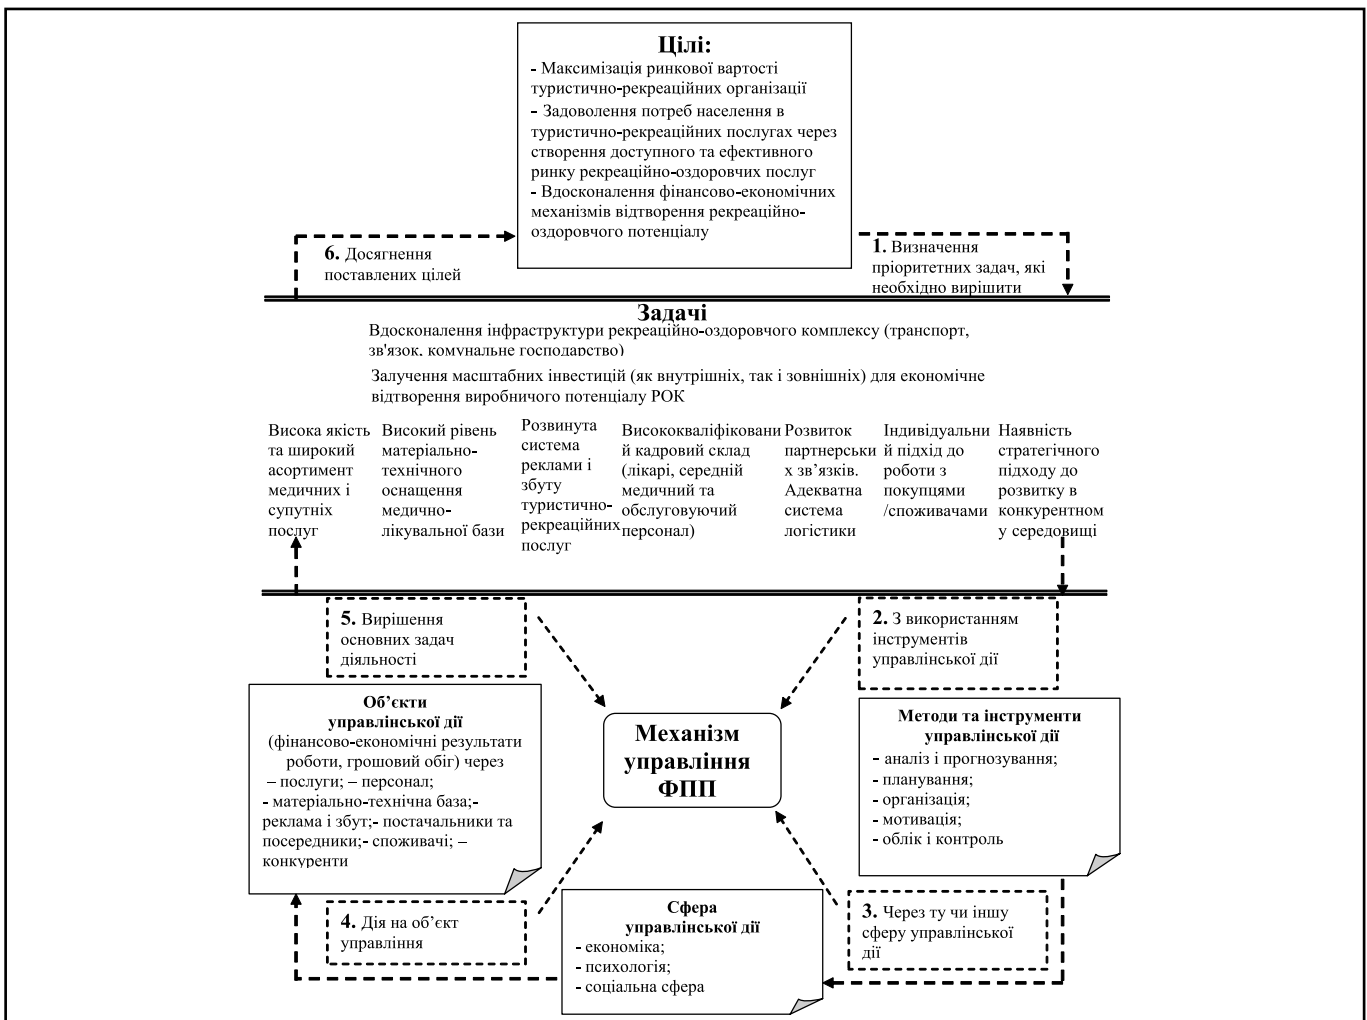 Цілі:
- Максимізація ринкової вартості
туристично-рекреаційних організації
- Задоволення потреб населення в
туристично-рекреаційних послугах через
створення доступного та ефективного
ринку рекреаційно-оздоровчих послуг
- Вдосконалення фінансово-економічних
механізмів відтворення рекреаційно-
оздоровчого потенціалу
6. Досягнення
поставлених цілей
1. Визначення
пріоритетних задач, які
необхідно вирішити
Задачі
Вдосконалення інфраструктури рекреаційно-оздоровчого комплексу (транспорт,
зв'язок, комунальне господарство)
Залучення масштабних інвестицій (як внутрішніх, так і зовнішніх) для економічне
відтворення виробничого потенціалу РОК
Висока якість
та широкий
асортимент
медичних і
супутніх
послуг
Високий рівень
матеріально-
технічного
оснащення
медично-
лікувальної бази
Розвинута
система
реклами і
збуту
туристично-
рекреаційних
послуг
Висококваліфіковани
й кадровий склад
(лікарі, середній
медичний та
обслуговуючий
персонал)
Розвиток
партнерськи
х зв’язків.
Адекватна
система
логістики
Індивідуальни
й підхід до
роботи з
покупцями
/споживачами
Наявність
стратегічного
підходу до
розвитку в
конкурентном
у середовищі
5. Вирішення
основних задач
діяльності
2. З використанням
інструментів
управлінської дії
Об’єкти
управлінської дії
(фінансово-економічні результати
роботи, грошовий обіг) через
– послуги; – персонал;
- матеріально-технічна база;-
реклама і збут;- постачальники та
посередники;- споживачі; –
конкуренти
Механізм
управління
ФПП
Методи та інструменти
управлінської дії
- аналіз і прогнозування;
- планування;
- організація;
- мотивація;
- облік і контроль
4. Дія на об’єкт
управління
Сфера
управлінської дії
- економіка;
- психологія;
- соціальна сфера
3. Через ту чи іншу
сферу управлінської
дії